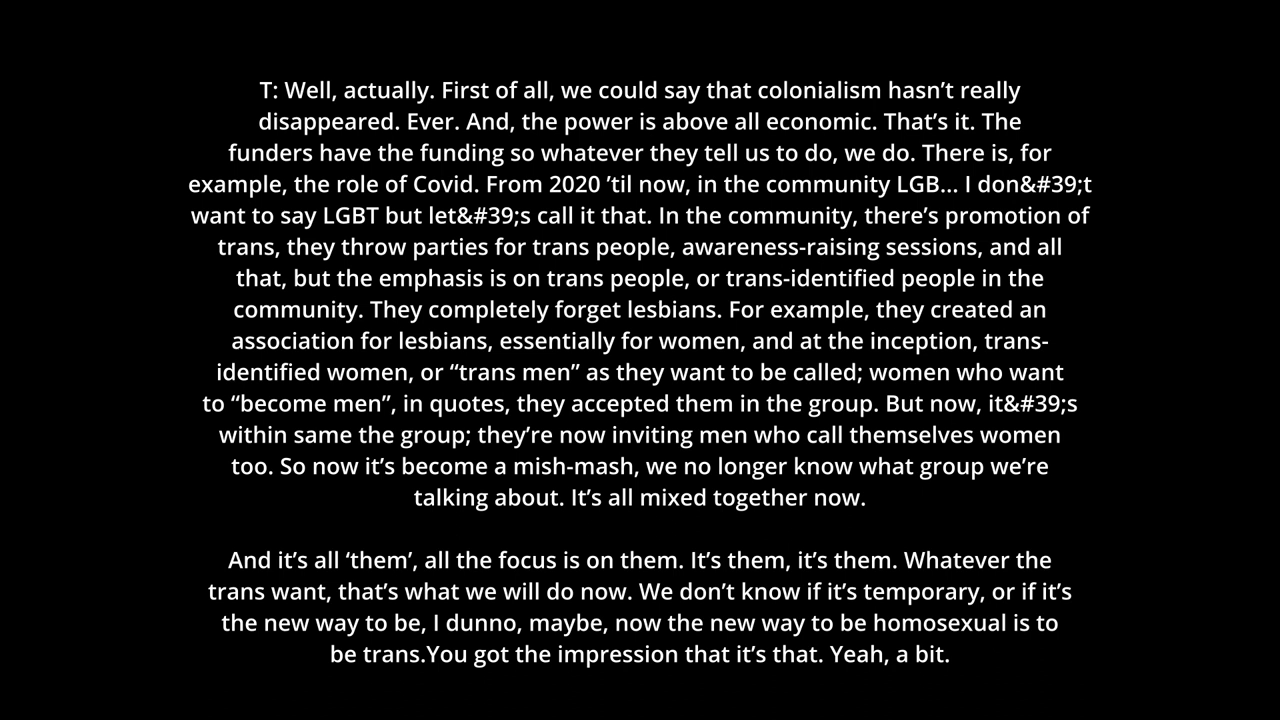 T: Well, actually. First of all, we could say that colonialism hasn’t really
disappeared. Ever. And, the power is above all economic. That’s it. The
funders have the funding so whatever they tell us to do, we do. There is, for
example, the role of Covid. From 2020 ’til now, in the community LGB... I don&#39;t
want to say LGBT but let&#39;s call it that. In the community, there’s promotion of
trans, they throw parties for trans people, awareness-raising sessions, and all
that, but the emphasis is on trans people, or trans-identified people in the
community. They completely forget lesbians. For example, they created an
association for lesbians, essentially for women, and at the inception, trans-
identified women, or “trans men” as they want to be called; women who want
to “become men”, in quotes, they accepted them in the group. But now, it&#39;s
within same the group; they’re now inviting men who call themselves women
too. So now it’s become a mish-mash, we no longer know what group we’re
talking about. It’s all mixed together now.
And it’s all ‘them’, all the focus is on them. It’s them, it’s them. Whatever the
trans want, that’s what we will do now. We don’t know if it’s temporary, or if it’s
the new way to be, I dunno, maybe, now the new way to be homosexual is to
be trans.You got the impression that it’s that. Yeah, a bit.